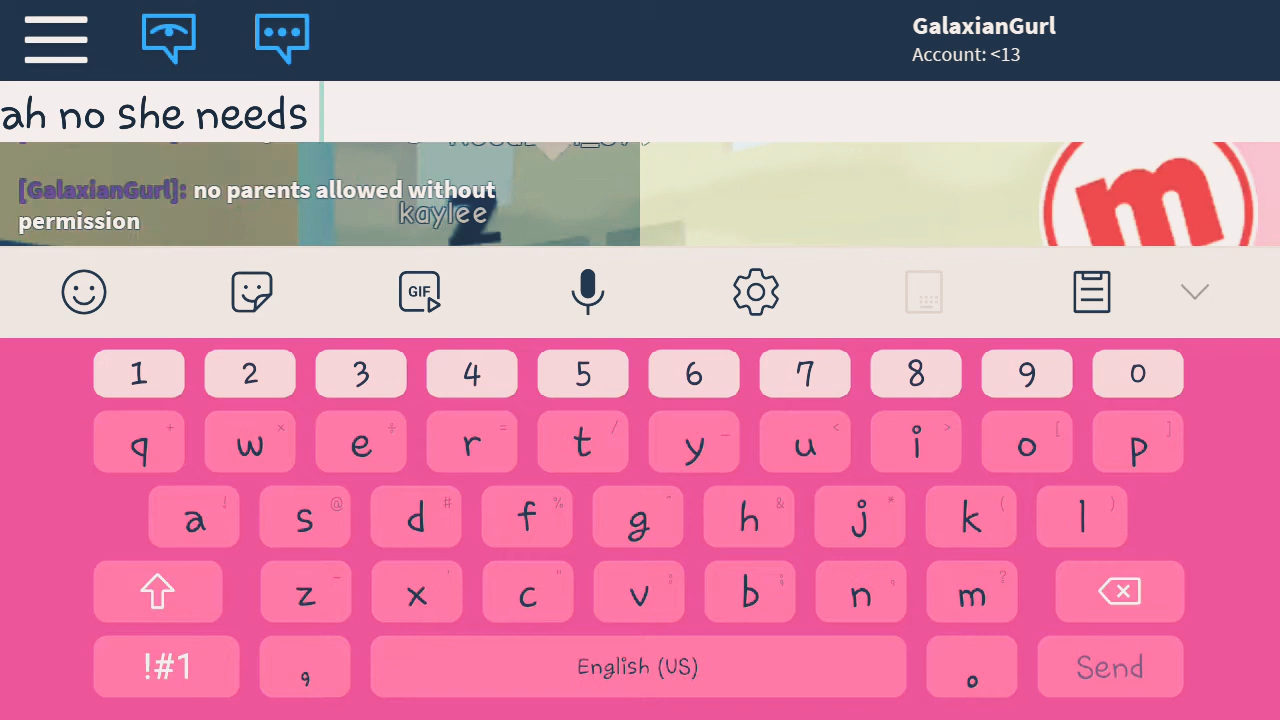 GalaxianGurl
Account: <13
ah no she needs
[GalaxianGurl]: no parents allowed without
permission
kaylee
m
GIF
1 2 3 4 5 6 7 8 9 0
q + w × e ÷ r = t / y _ u < i > o [ p ]
a ! s @ d # f % g " h & j * k ( l )
z - x ' c " v : b ; n , m ?
!#1 , English (US) . Send